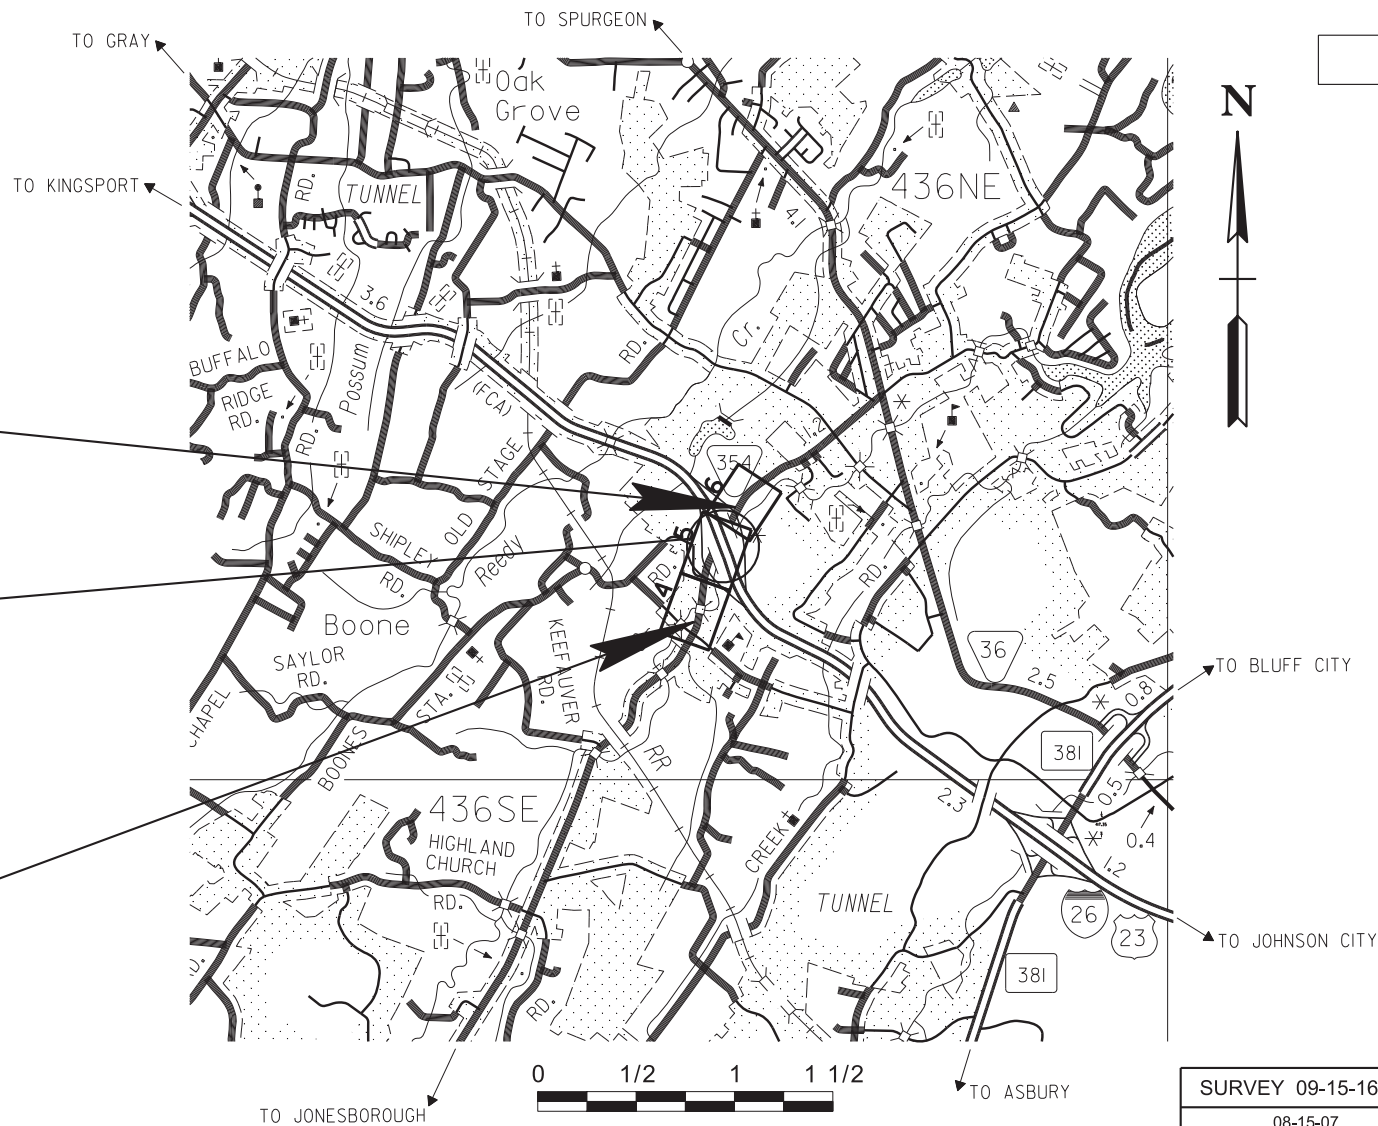 TO SPURGEON
TO GRAY
Oak
Grove
N
TO KINGSPORT
RD.
TUNNEL
436NE
4.1
3.6
Cr.
BUFFALO
RIDGE
RD.
Possum
RD.
(FCA)
RD.
2
354
STAGE
OLD
SHIPLEY
RD.
Reedy
6
5
4
RD.
RD.
Boone
SAYLOR
RD.
KEEFAUVER
RD.
STA.
BOONES
CHAPEL
RR
36
2.5
0.8
TO BLUFF CITY
381
0.5
0.4
1.2
2.3
436SE
HIGHLAND
CHURCH
RD.
CREEK
TUNNEL
26
23
TO JOHNSON CITY
381
D.
RD.
0 1/2 1 1 1/2
TO JONESBOROUGH
TO ASBURY
SURVEY 09-15-16
08-15-07